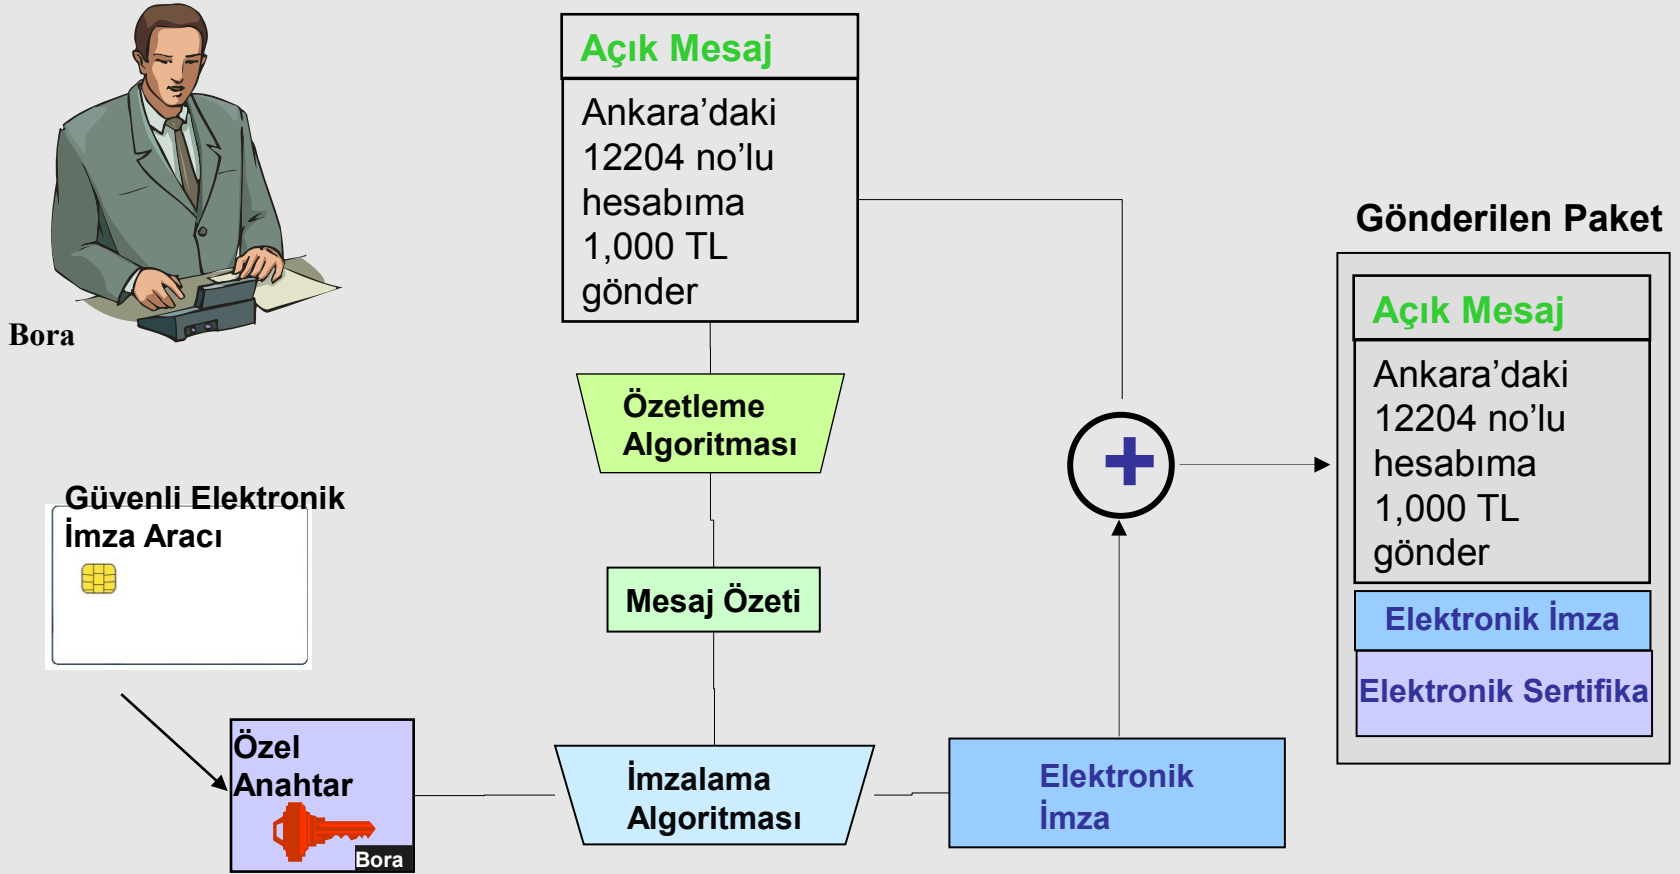 Bora
Açık Mesaj
Ankara’daki
12204 no’lu
hesabıma
1,000 TL
gönder
Özetleme
Algoritması
Mesaj Özeti
Güvenli Elektronik
İmza Aracı
Özel
Anahtar
Bora
İmzalama
Algoritması
Elektronik
İmza
+
Gönderilen Paket
Açık Mesaj
Ankara’daki
12204 no’lu
hesabıma
1,000 TL
gönder
Elektronik İmza
Elektronik Sertifika